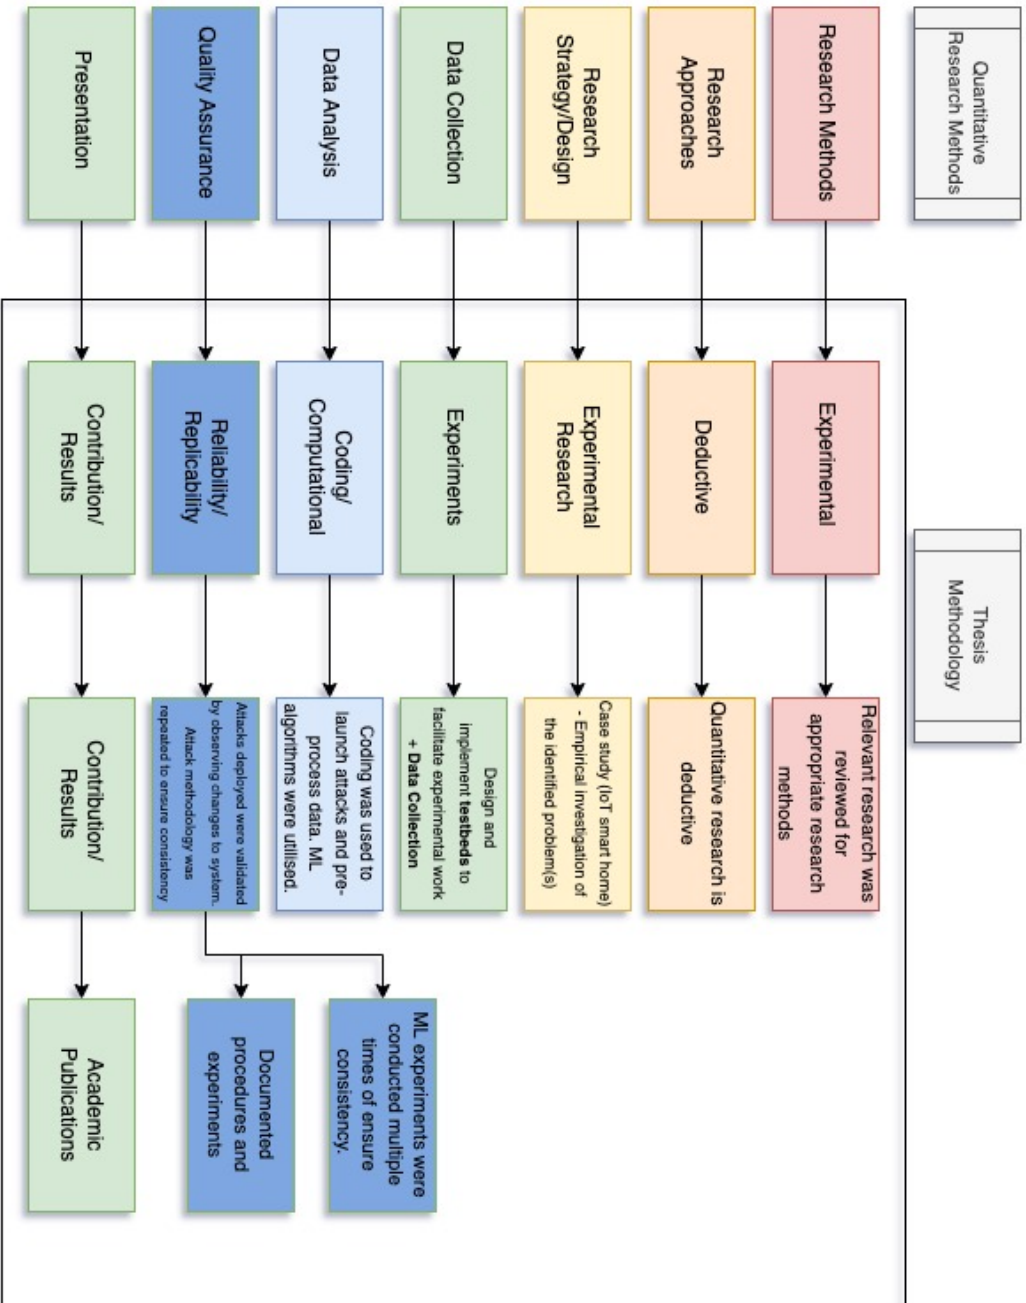 Quantitative
Research Methods
Thesis
Methodology
Research Methods
Experimental
Relevant research was
reviewed for
appropriate research
methods
Research
Approaches
Deductive
Quantitative research is
deductive
Research
Strategy/Design
Experimental
Research
Case study (IoT smart home)
- Empirical investigation of
the identified problem(s)
Data Collection
Experiments
Design and
implement testbeds to
facilitate experimental work
+ Data Collection
Data Analysis
Coding/
Computational
Coding was used to
launch attacks and pre-
process data. ML
algorithms were utilised.
Quality Assurance
Reliability/
Replicability
Attacks deployed were validated
by observing changes to system.
Attack methodology was
repeated to ensure consistency
ML experiments were
conducted multiple
times of ensure
consistency.
Documented
procedures and
experiments
Presentation
Contribution/
Results
Contribution/
Results
Academic
Publications